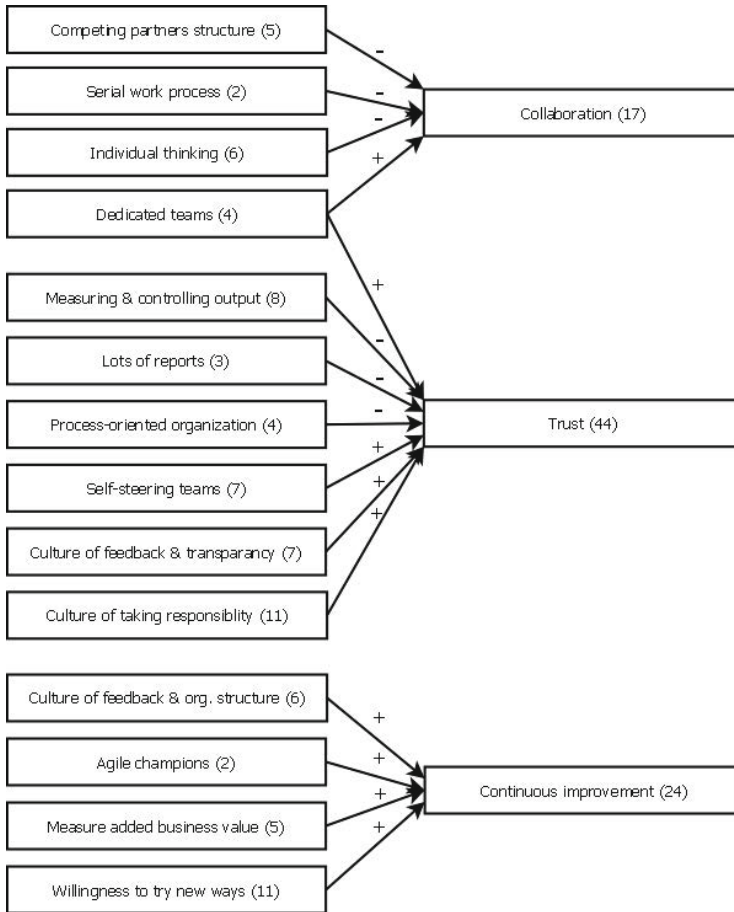 Competing partners structure (5)
-
Serial work process (2)
-
Collaboration (17)
-
Individual thinking (6)
+
Dedicated teams (4)
+
Measuring & controlling output (8)
-
Lots of reports (3)
-
Process-oriented organization (4)
-
Trust (44)
+
Self-steering teams (7)
+
+
Culture of feedback & transparancy (7)
Culture of taking responsiblity (11)
Culture of feedback & org. structure (6)
+
Agile champions (2)
+
Continuous improvement (24)
+
Measure added business value (5)
+
Willingness to try new ways (11)